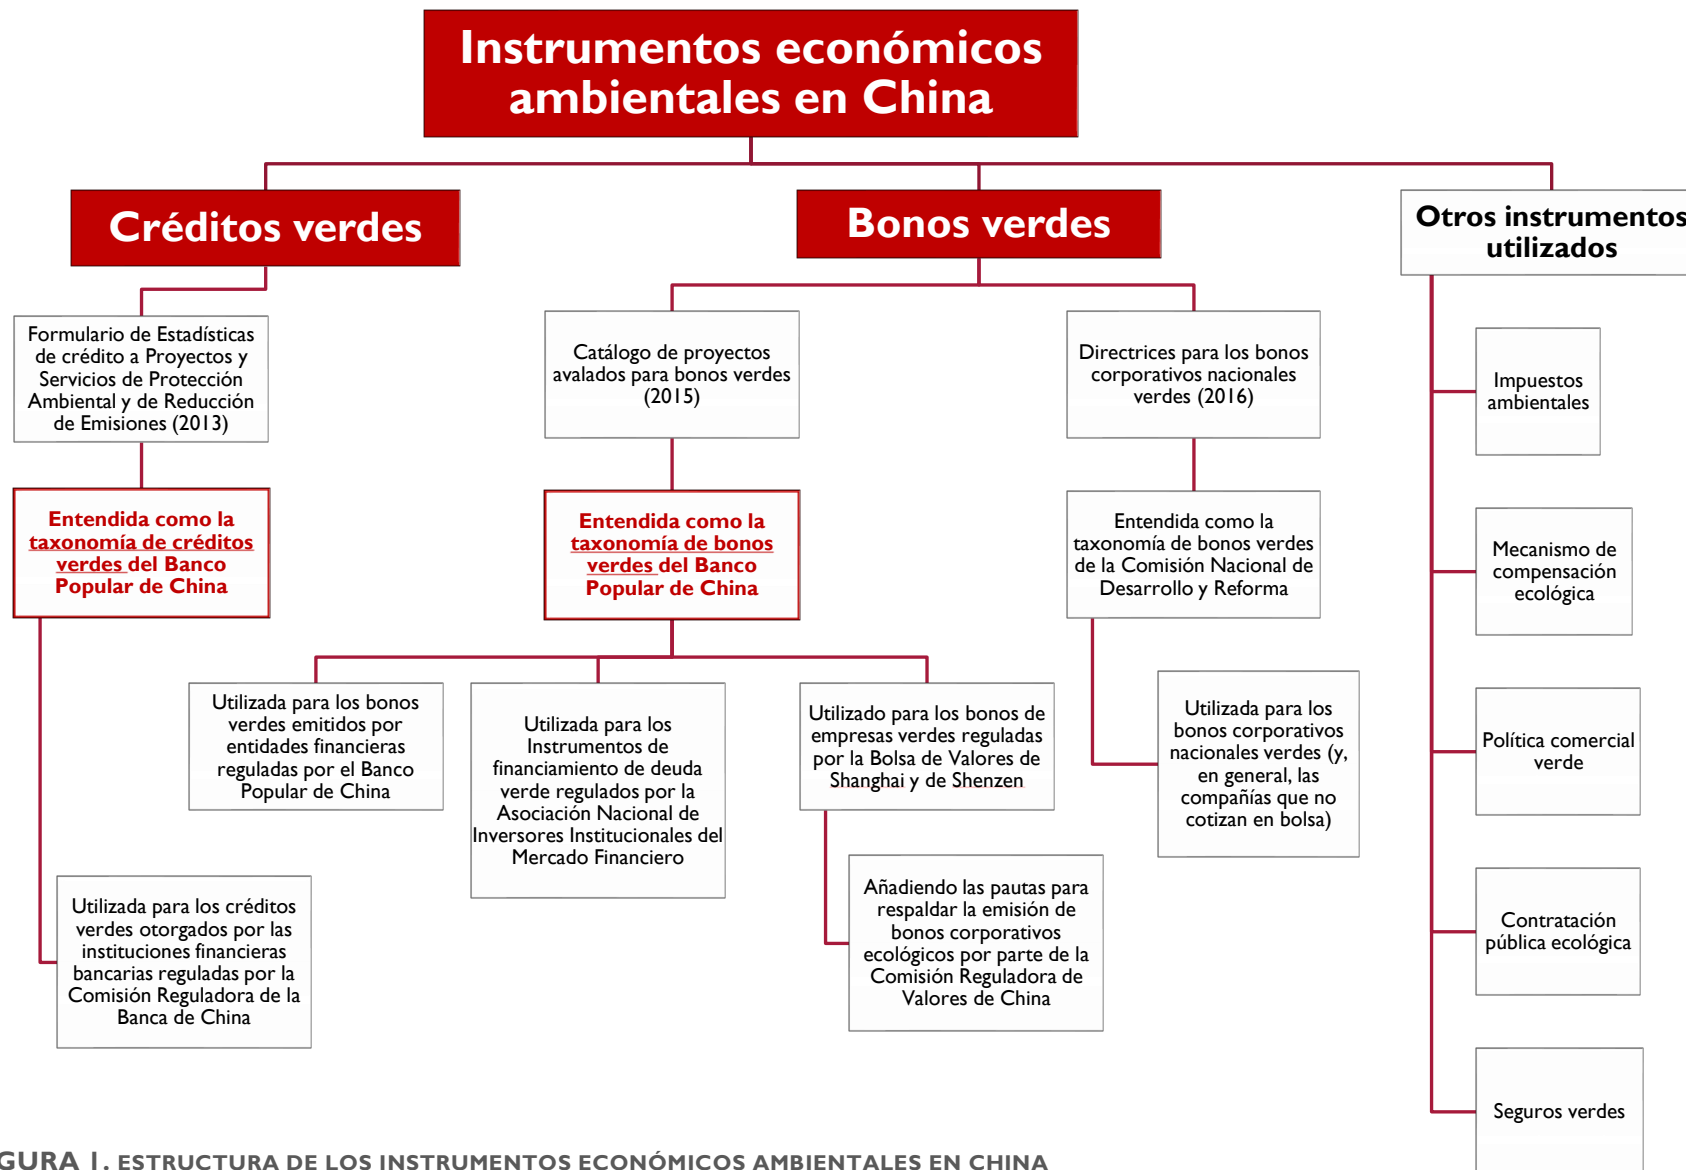 Instrumentos económicos
ambientales en China
Créditos verdes
Bonos verdes
Otros instrumentos
utilizados
Formulario de Estadísticas
de crédito a Proyectos y
Servicios de Protección
Ambiental y de Reducción
de Emisiones (2013)
Catálogo de proyectos
avalados para bonos verdes
(2015)
Directrices para los bonos
corporativos nacionales
verdes (2016)
Impuestos
ambientales
Entendida como la
taxonomía de créditos
verdes del Banco
Popular de China
Entendida como la
taxonomía de bonos
verdes del Banco
Popular de China
Entendida como la
taxonomía de bonos verdes
de la Comisión Nacional de
Desarrollo y Reforma
Mecanismo de
compensación
ecológica
Utilizada para los bonos
verdes emitidos por
entidades financieras
reguladas por el Banco
Popular de China
Utilizada para los
Instrumentos de
financiamiento de deuda
verde regulados por la
Asociación Nacional de
Inversores Institucionales del
Mercado Financiero
Utilizado para los bonos de
empresas verdes reguladas
por la Bolsa de Valores de
Shanghai y de Shenzen
Utilizada para los
bonos corporativos
nacionales verdes (y,
en general, las
compañías que no
cotizan en bolsa)
Política comercial
verde
Utilizada para los créditos
verdes otorgados por las
instituciones financieras
bancarias reguladas por la
Comisión Reguladora de la
Banca de China
Añadiendo las pautas para
respaldar la emisión de
bonos corporativos
ecológicos por parte de la
Comisión Reguladora de
Valores de China
Contratación
pública ecológica
Seguros verdes
GURA 1. ESTRUCTURA DE LOS INSTRUMENTOS ECONÓMICOS AMBIENTALES EN CHINA